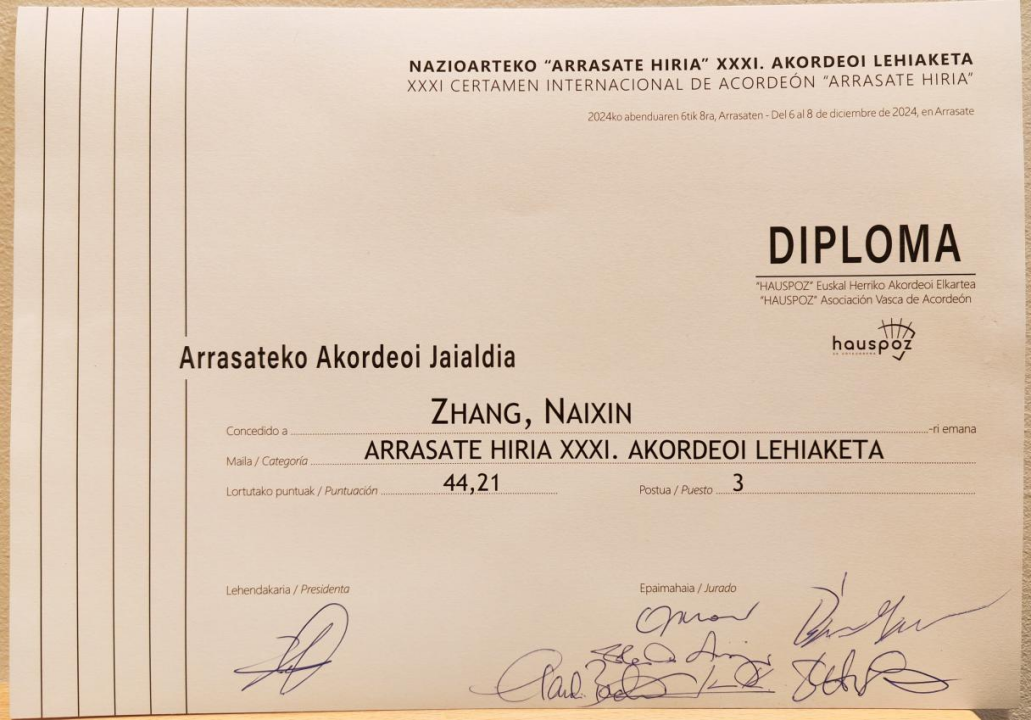 NAZIOARTEKO “ARRASATE HIRIA” XXXI. AKORDEOI LEHIAKETA
XXXI CERTAMEN INTERNACIONAL DE ACORDEÓN “ARRASATE HIRIA”
2024ko abenduaren 6tik 8ra, Arrasaten - Del 6 al 8 de diciembre de 2024, en Arrasate
DIPLOMA
“HAUSPOZ” Euskal Herriko Akordeoi Elkartea
“HAUSPOZ” Asociación Vasca de Acordeón
hauspoz
Arrasateko Akordeoi Jaialdia
Concedido a ZHANG, NAIXIN -ri emana
Maila / Categoría ARRASATE HIRIA XXXI. AKORDEOI LEHIAKETA
Lortutako puntuak / Puntuación 44,21 Postua / Puesto 3
Lehendakaria / Presidenta Epaimahaia / Jurado